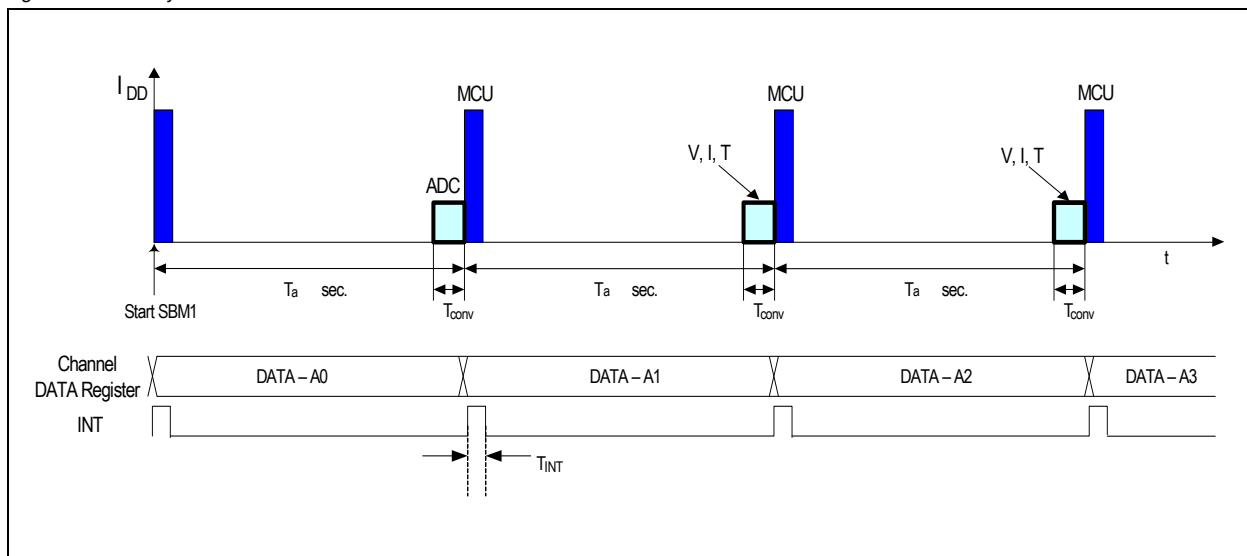 I DD
MCU
MCU
MCU
V, I, T
V, I, T
ADC
t
Ta sec.
Ta sec.
Ta sec.
Start SBM1
Tconv
Tconv
Tconv
Channel
DATA Register
DATA – A0
DATA – A1
DATA – A2
DATA – A3
INT
TINT